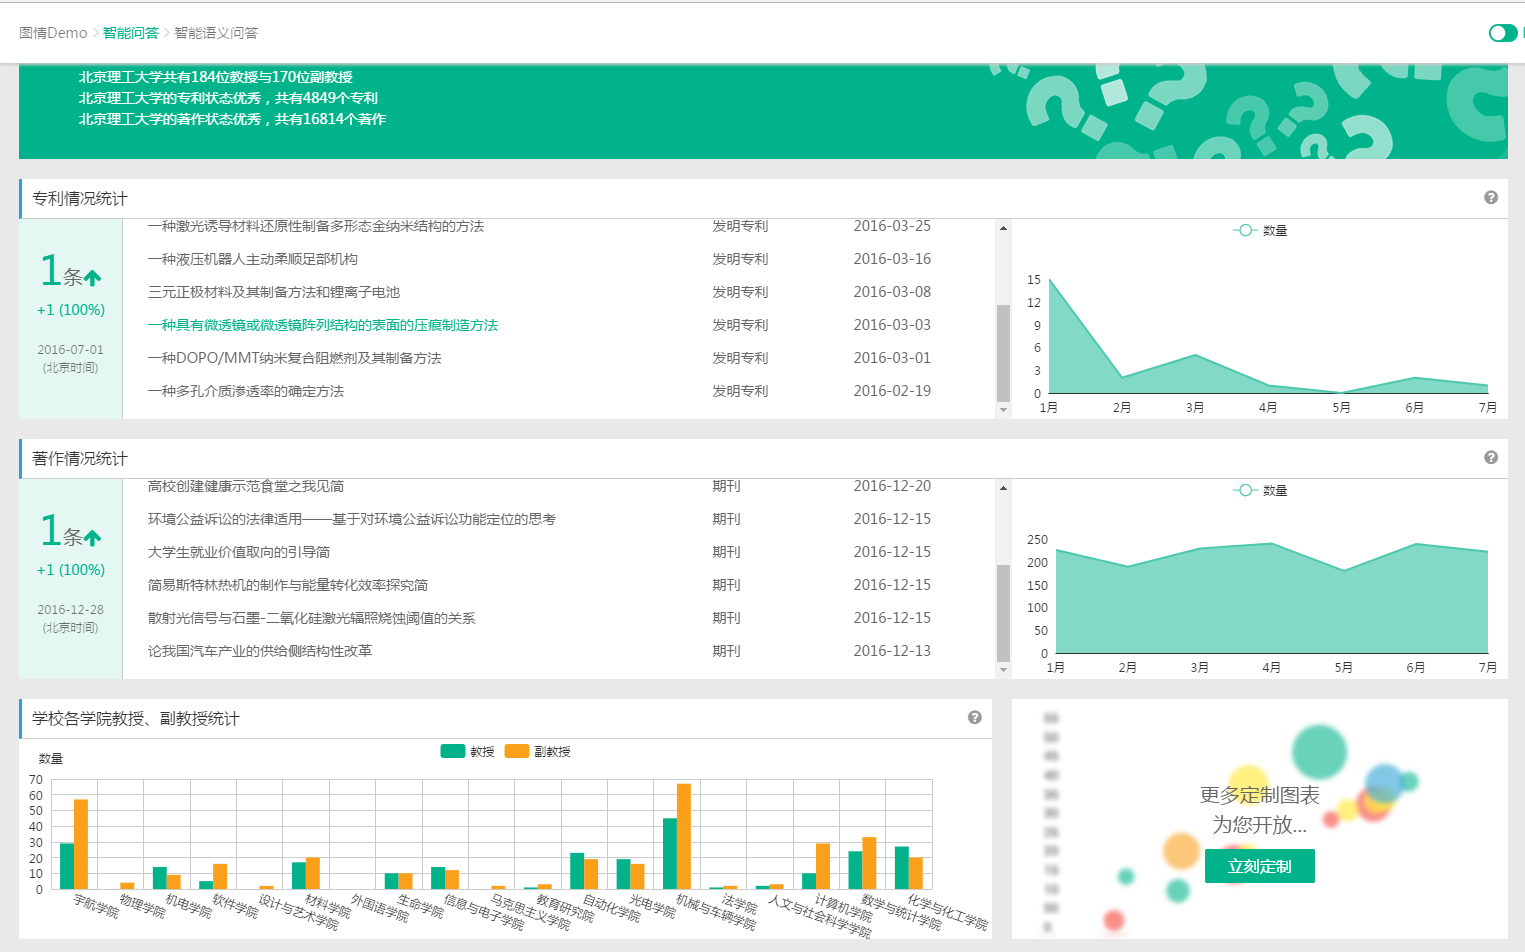 图情Demo > 智能问答 > 智能语义问答
北京理工大学共有184位教授与170位副教授
北京理工大学的专利状态优秀，共有4849个专利
北京理工大学的著作状态优秀，共有16814个著作
专利情况统计
1条
+1 (100%)
2016-07-01
(北京时间)
一种激光诱导材料还原性制备多形态金纳米结构的方法 发明专利 2016-03-25
一种液压机器人主动柔顺足部机构 发明专利 2016-03-16
三元正极材料及其制备方法和锂离子电池 发明专利 2016-03-08
一种具有微透镜或微透镜阵列结构的表面的压痕制造方法 发明专利 2016-03-03
一种DOPO/MMT纳米复合阻燃剂及其制备方法 发明专利 2016-03-01
一种多孔介质渗透率的确定方法 发明专利 2016-02-19
数量
15
12
9
6
3
0
1月 2月 3月 4月 5月 6月 7月
著作情况统计
1条
+1 (100%)
2016-12-28
(北京时间)
高校创建健康示范食堂之我见简 期刊 2016-12-20
环境公益诉讼的法律适用——基于对环境公益诉讼功能定位的思考 期刊 2016-12-15
大学生就业价值取向的引导简 期刊 2016-12-15
简易斯特林热机的制作与能量转化效率探究简 期刊 2016-12-15
散射光信号与石墨-二氧化硅激光辐照烧蚀阈值的关系 期刊 2016-12-15
论我国汽车产业的供给侧结构性改革 期刊 2016-12-13
数量
250
200
150
100
50
0
1月 2月 3月 4月 5月 6月 7月
学校各学院教授、副教授统计
教授 副教授
数量
70
60
50
40
30
20
10
0
宇航学院 物理学院 机电学院 软件学院 设计与艺术学院 材料学院 外国语学院 生命学院 信息与电子学院 马克思主义学院 教育研究院 自动化学院 光电学院 机械与车辆学院 法学院 人文与社会科学学院 计算机学院 数学与统计学院 化学与化工学院
更多定制图表
为您开放...
立刻定制